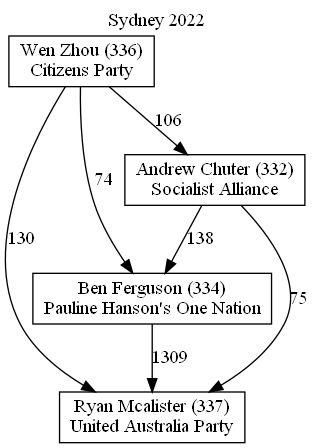 Sydney 2022
Wen Zhou (336)
Citizens Party
106
Andrew Chuter (332)
Socialist Alliance
74
130
138
Ben Ferguson (334)
Pauline Hanson's One Nation
75
1309
Ryan Mcalister (337)
United Australia Party